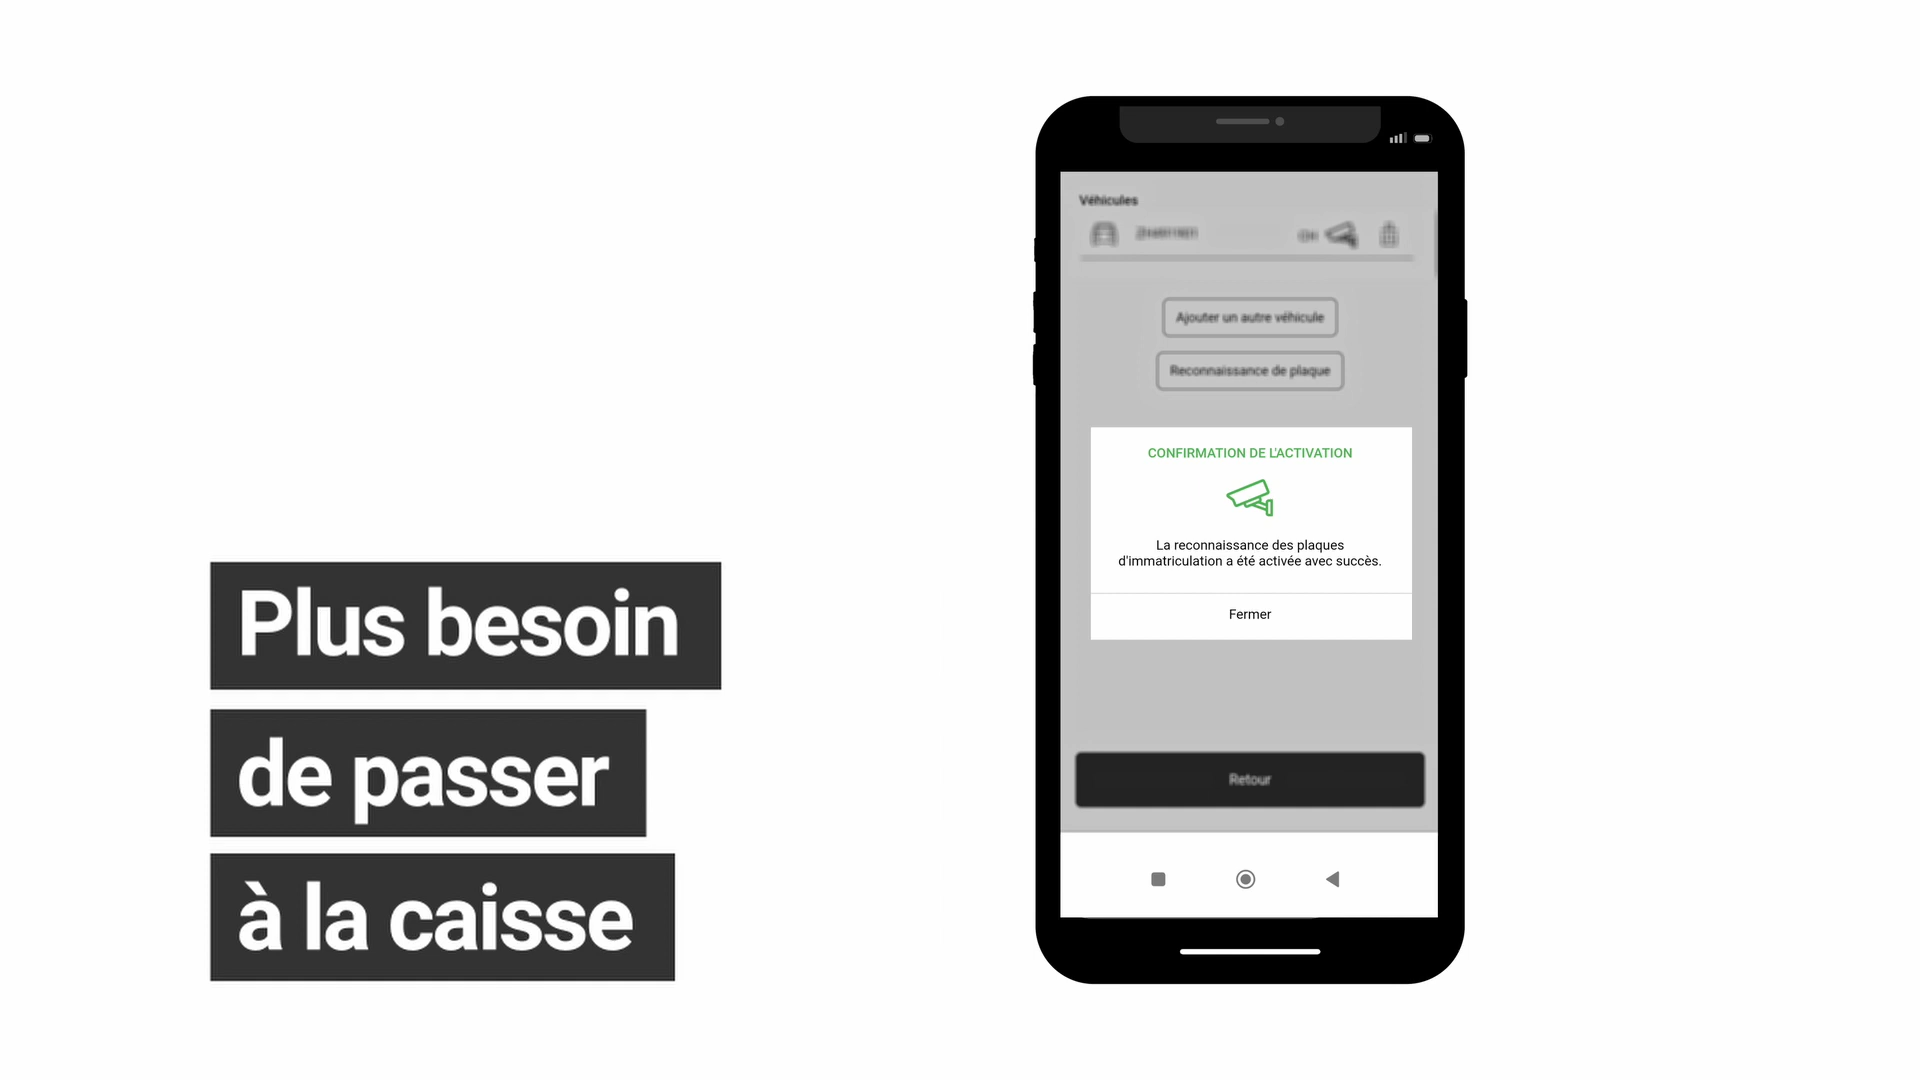 Plus besoin
de passer
à la caisse
Véhicules
Ajouter un autre véhicule
Reconnaissance de plaque
CONFIRMATION DE L'ACTIVATION
La reconnaissance des plaques
d'immatriculation a été activée avec succès.
Fermer
Retour